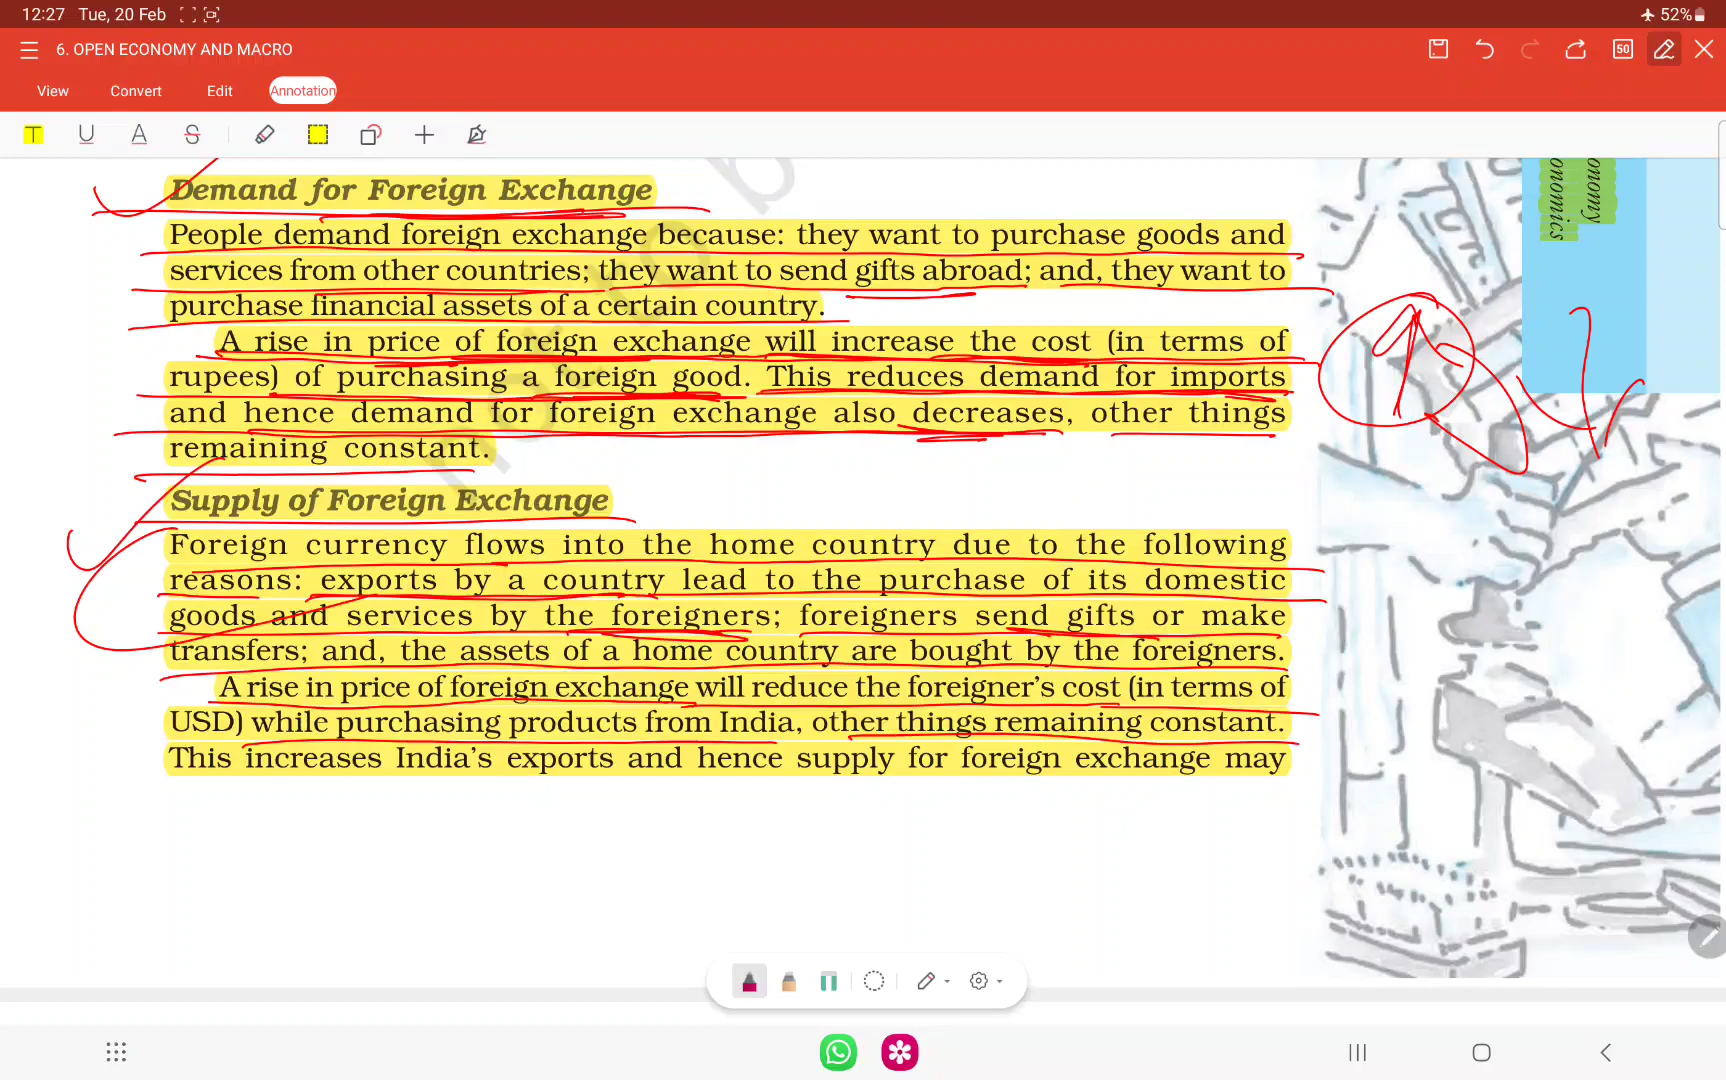 12:27 Tue, 20 Feb
52%
6. OPEN ECONOMY AND MACRO
50
View Convert Edit Annotation
T U A S
Demand for Foreign Exchange
People demand foreign exchange because: they want to purchase goods and
services from other countries; they want to send gifts abroad; and, they want to
purchase financial assets of a certain country.
A rise in price of foreign exchange will increase the cost (in terms of
rupees) of purchasing a foreign good. This reduces demand for imports
and hence demand for foreign exchange also decreases, other things
remaining constant.
Supply of Foreign Exchange
Foreign currency flows into the home country due to the following
reasons: exports by a country lead to the purchase of its domestic
goods and services by the foreigners; foreigners send gifts or make
transfers; and, the assets of a home country are bought by the foreigners.
A rise in price of foreign exchange will reduce the foreigner's cost (in terms of
USD) while purchasing products from India, other things remaining constant.
This increases India's exports and hence supply for foreign exchange may
onomy
onomics